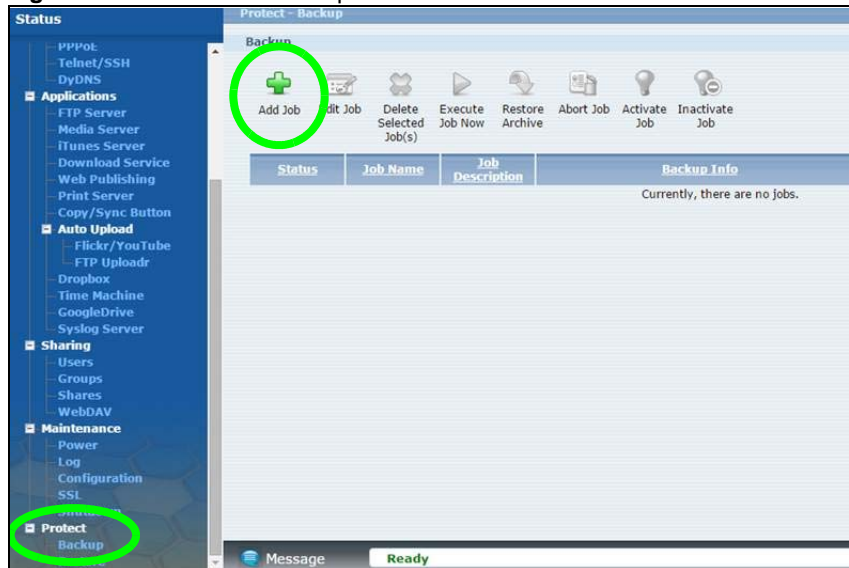 Status
Protect - Backup
PPPoE
Telnet/SSH
DyDNS
Applications
FTP Server
Media Server
iTunes Server
Download Service
Web Publishing
Print Server
Copy/Sync Button
Auto Upload
Flickr/YouTube
FTP Uploadr
Dropbox
Time Machine
GoogleDrive
Syslog Server
Sharing
Users
Groups
Shares
WebDAV
Maintenance
Power
Log
Configuration
SSL
Protect
Backup
Backup
Add Job
Edit Job
Delete
Selected
Job(s)
Execute
Job Now
Restore
Archive
Abort Job
Activate
Job
Inactivate
Job
Status
Job Name
Job
Description
Backup Info
Currently, there are no jobs.
Message
Ready